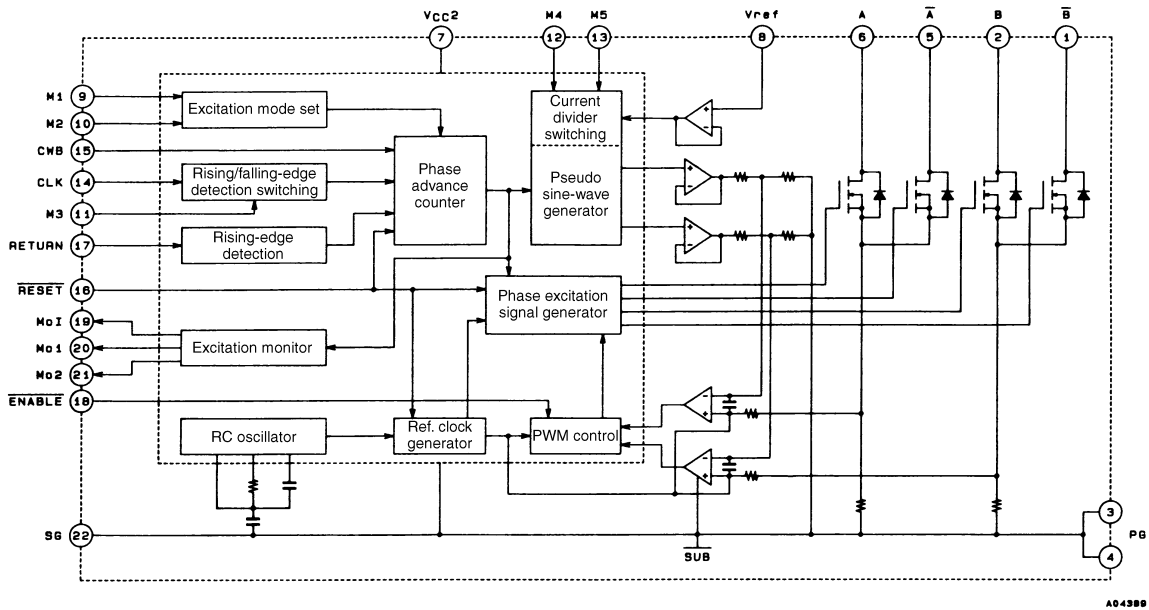 VCC2
M4
M5
Vref
A
A̅
B
B̅
7
12
13
8
6
5
2
1
M1
9
M2
10
CWB
15
CLK
14
M3
11
RETURN
17
R̅E̅S̅E̅T̅
16
MoI
19
Mo1
20
Mo2
21
E̅N̅A̅B̅L̅E̅
18
SG
22
Excitation mode set
Rising/falling-edge
detection switching
Rising-edge
detection
Phase
advance
counter
Current
divider
switching
Pseudo
sine-wave
generator
Phase excitation
signal generator
Excitation monitor
RC oscillator
Ref. clock
generator
PWM control
+
-
+
-
+
-
-
+
-
+
SUB
3
PG
4
A04389